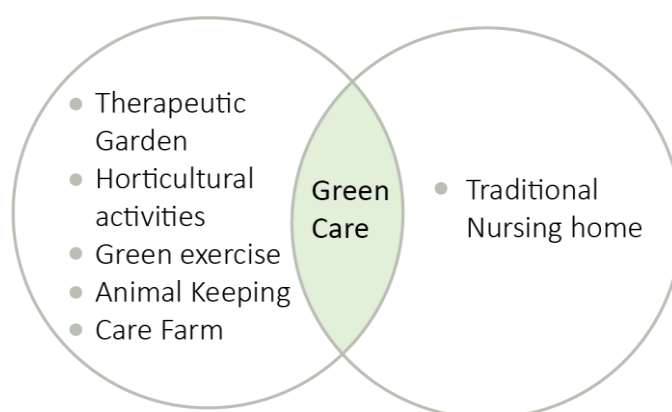 Therapeutic
Garden
Horticultural
activities
Green exercise
Animal Keeping
Care Farm
Green
Care
Traditional
Nursing home